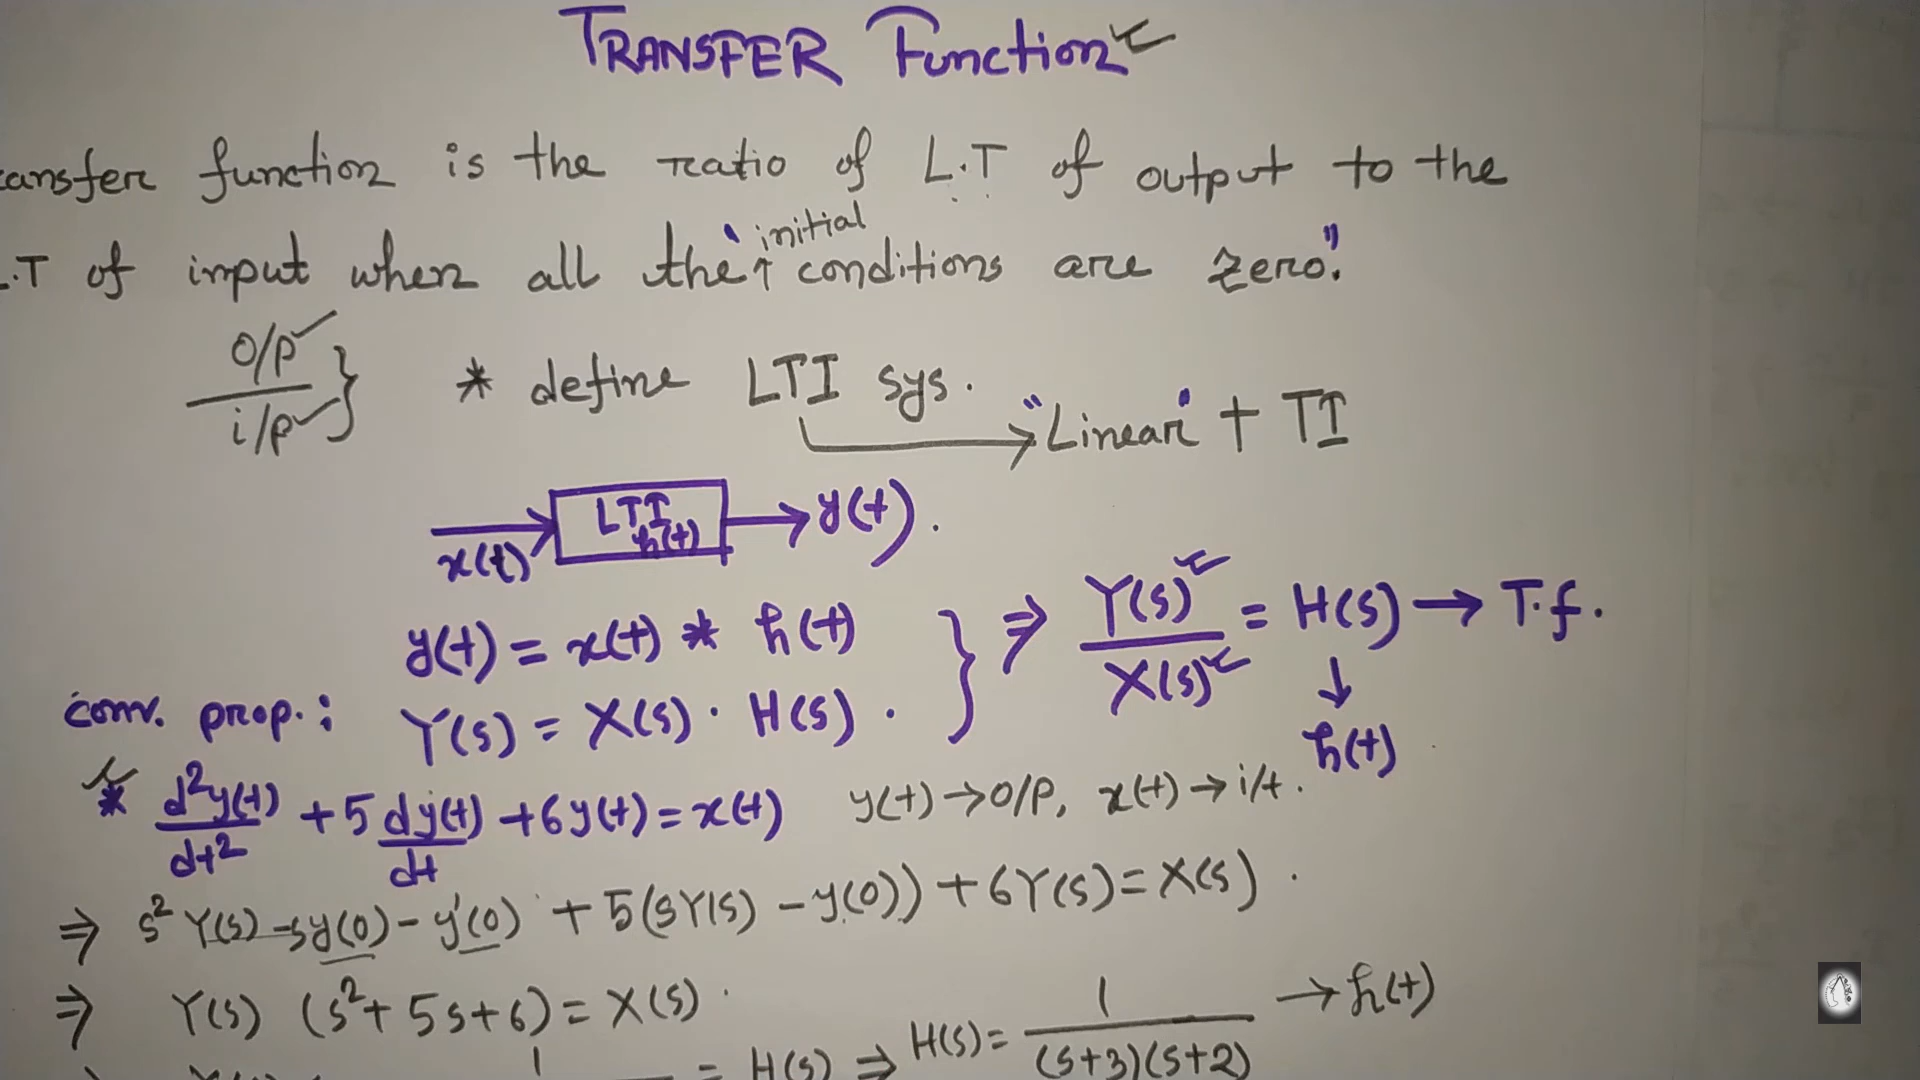 TRANSFER Function
ansfer function is the ratio of L.T of output to the
.T of input when all the initial conditions are zero."
o/p
i/p
* define LTI sys.
"Linear" + TI
x(t) LTI h(t) y(t).
y(t) = x(t) * h(t)
conv. prop.: Y(s) = X(s) · H(s).
⇒ Y(s)/X(s) = H(s) → T.f.
↓
h(t)
* d²y(t)/dt² + 5 dy(t)/dt + 6y(t) = x(t) y(t) → o/p, x(t) → i/t.
⇒ s² Y(s) - sy(0) - y'(0) + 5(sY(s) - y(0)) + 6Y(s) = X(s).
⇒ Y(s) (s² + 5s + 6) = X(s).
1 = H(s) ⇒ H(s) = 1/(s+3)(s+2) → h(t)